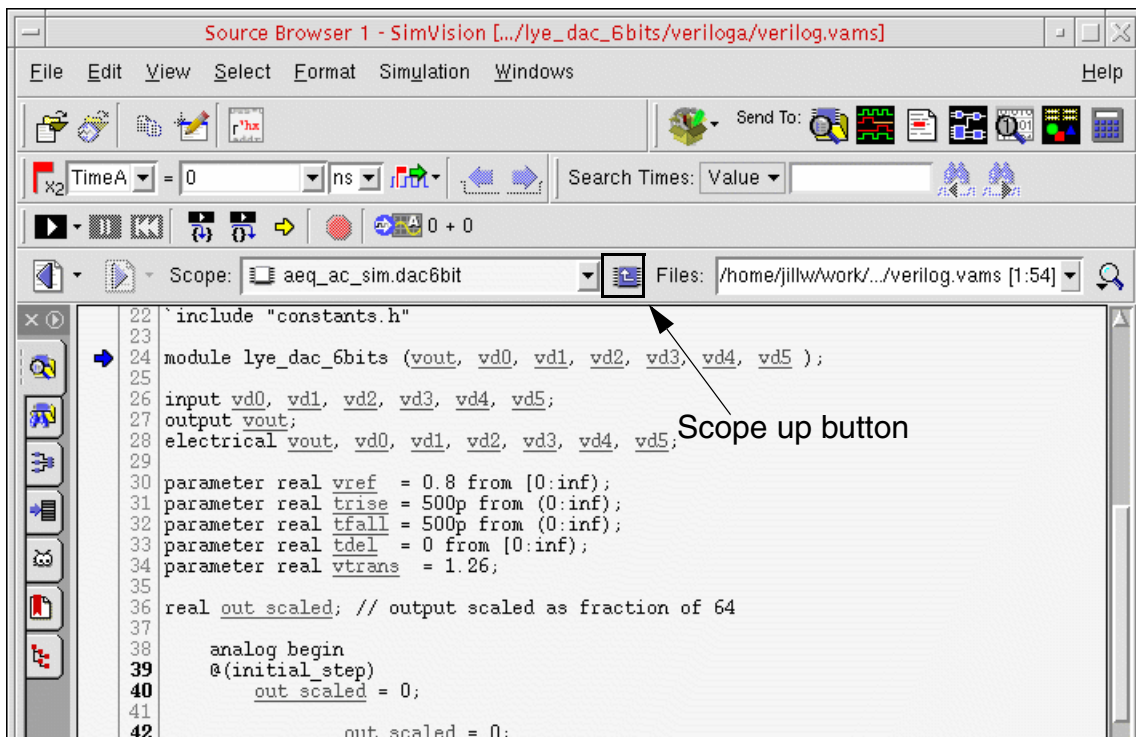 Source Browser 1 - SimVision [.../lye_dac_6bits/veriloga/verilog.vams]
File Edit View Select Format Simulation Windows Help
Send To:
x2 TimeA = 0 ns Search Times: Value
0 + 0
Scope: aeq_ac_sim.dac6bit Files: /home/jillw/work/.../verilog.vams [1:54]
22 `include "constants.h"
23
24 module lye_dac_6bits (vout, vd0, vd1, vd2, vd3, vd4, vd5 );
25
26 input vd0, vd1, vd2, vd3, vd4, vd5;
27 output vout;
28 electrical vout, vd0, vd1, vd2, vd3, vd4, vd5;
Scope up button
29
30 parameter real vref = 0.8 from [0:inf);
31 parameter real trise = 500p from (0:inf);
32 parameter real tfall = 500p from (0:inf);
33 parameter real tdel = 0 from [0:inf);
34 parameter real vtrans = 1.26;
35
36 real out_scaled; // output scaled as fraction of 64
37
38 analog begin
39 @(initial_step)
40 out_scaled = 0;
41
42 out_scaled = 0;